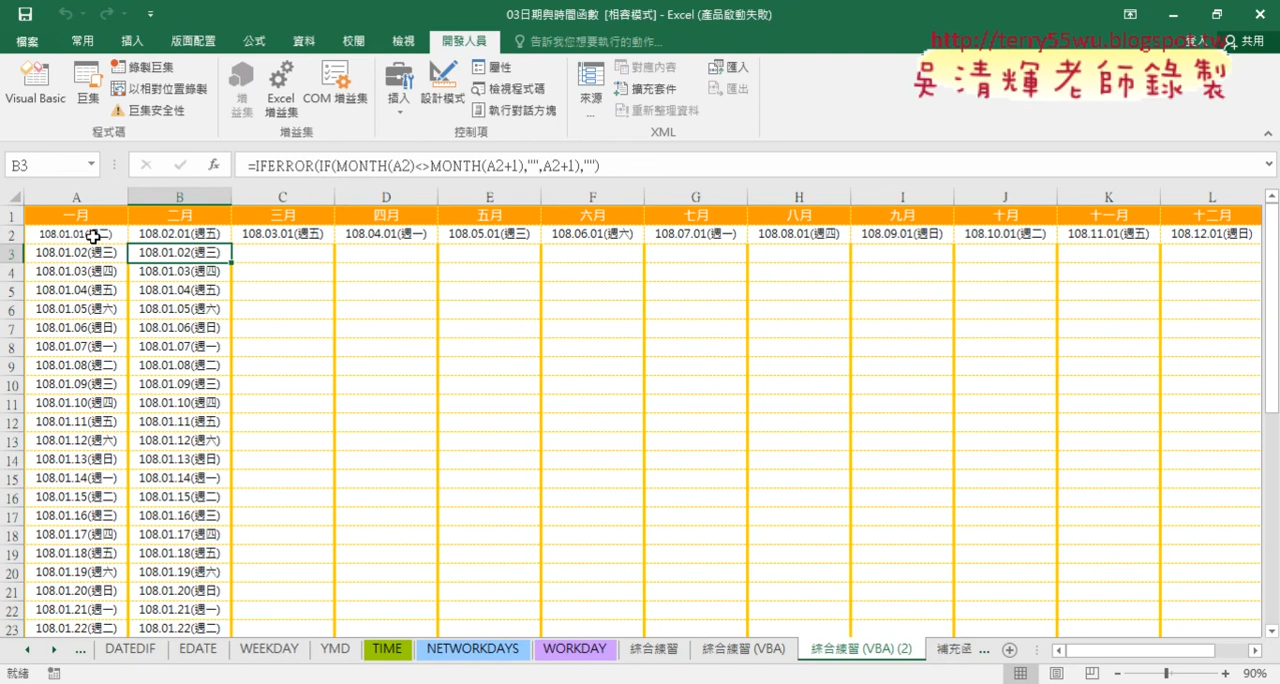 03日期與時間函數 [相容模式] - Excel (產品啟動失敗)
檔案 常用 插入 版面配置 公式 資料 校閱 檢視 開發人員 告訴我您想要執行的動作... 登入 共用
http://terry55wu.blogspot.tw/
吳清輝老師錄製
Visual Basic 巨集 錄製巨集 以相對位置錄製 巨集安全性 程式碼
增益集 Excel 增益集 COM 增益集 增益集
插入 設計模式 屬性 檢視程式碼 執行對話方塊 控制項
來源... 對應內容 擴充套件 重新整理資料 匯入 匯出 XML
B3 fx =IFERROR(IF(MONTH(A2)<>MONTH(A2+1),"",A2+1),"")
A B C D E F G H I J K L
1 一月 二月 三月 四月 五月 六月 七月 八月 九月 十月 十一月 十二月
2 108.01.01 二) 108.02.01(週五) 108.03.01(週五) 108.04.01(週一) 108.05.01(週三) 108.06.01(週六) 108.07.01(週一) 108.08.01(週四) 108.09.01(週日) 108.10.01(週二) 108.11.01(週五) 108.12.01(週日)
3 108.01.02(週三) 108.01.02(週三)
4 108.01.03(週四) 108.01.03(週四)
5 108.01.04(週五) 108.01.04(週五)
6 108.01.05(週六) 108.01.05(週六)
7 108.01.06(週日) 108.01.06(週日)
8 108.01.07(週一) 108.01.07(週一)
9 108.01.08(週二) 108.01.08(週二)
10 108.01.09(週三) 108.01.09(週三)
11 108.01.10(週四) 108.01.10(週四)
12 108.01.11(週五) 108.01.11(週五)
13 108.01.12(週六) 108.01.12(週六)
14 108.01.13(週日) 108.01.13(週日)
15 108.01.14(週一) 108.01.14(週一)
16 108.01.15(週二) 108.01.15(週二)
17 108.01.16(週三) 108.01.16(週三)
18 108.01.17(週四) 108.01.17(週四)
19 108.01.18(週五) 108.01.18(週五)
20 108.01.19(週六) 108.01.19(週六)
21 108.01.20(週日) 108.01.20(週日)
22 108.01.21(週一) 108.01.21(週一)
23 108.01.22(週二) 108.01.22(週二)
... DATEDIF EDATE WEEKDAY YMD TIME NETWORKDAYS WORKDAY 綜合練習 綜合練習 (VBA) 綜合練習 (VBA) (2) 補充函 ...
就緒 90%